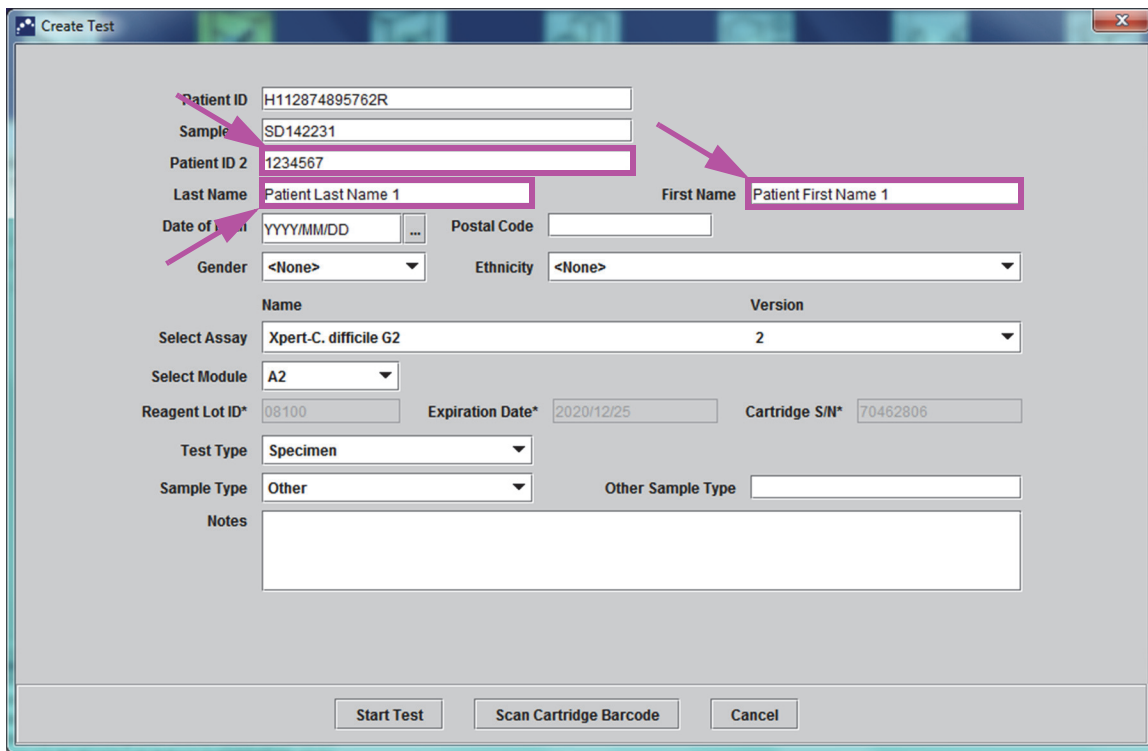 Create Test
Patient ID H112874895762R
Sample SD142231
Patient ID 2 1234567
Last Name Patient Last Name 1 First Name Patient First Name 1
Date of YYYY/MM/DD ... Postal Code
Gender <None> Ethnicity <None>
Name Version
Select Assay Xpert-C. difficile G2 2
Select Module A2
Reagent Lot ID* 08100 Expiration Date* 2020/12/25 Cartridge S/N* 70462806
Test Type Specimen
Sample Type Other Other Sample Type
Notes
Start Test Scan Cartridge Barcode Cancel